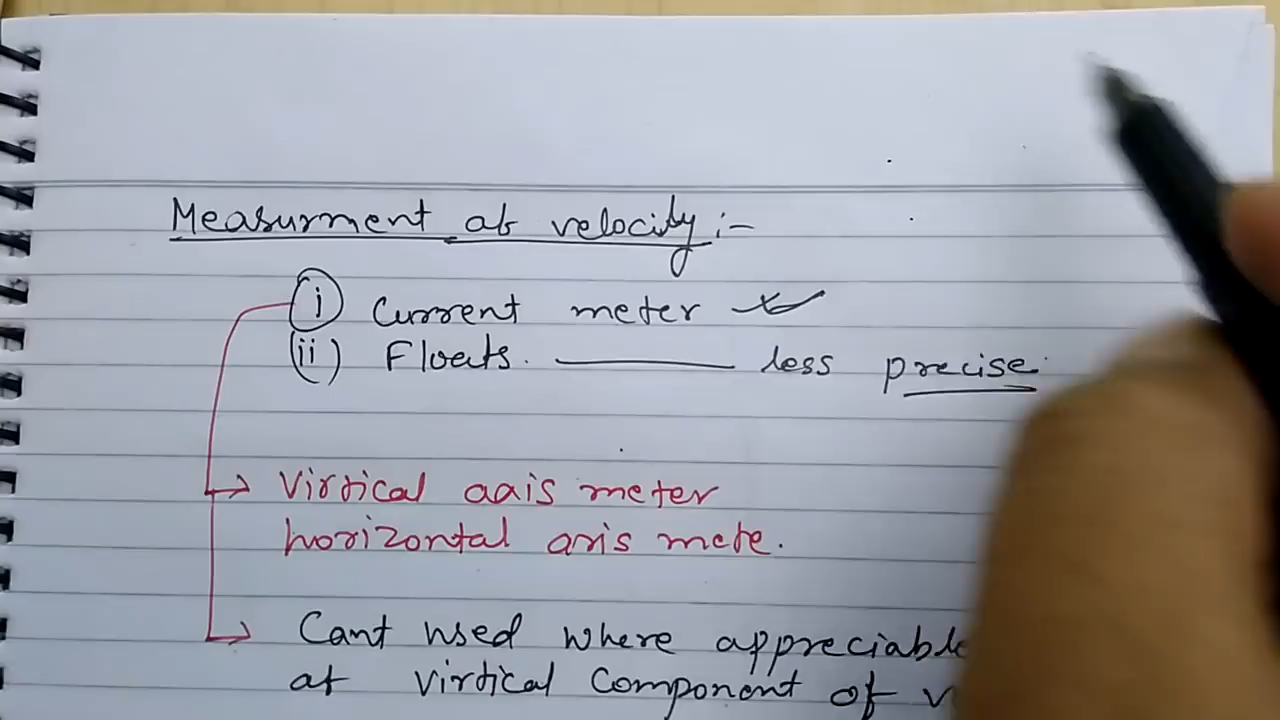 Measurment of velocity :-
(i) Current meter
(ii) Floats. less precise.
Virtical axis meter
horizontal axis mete.
Cant used where appreciable
at virtical component of